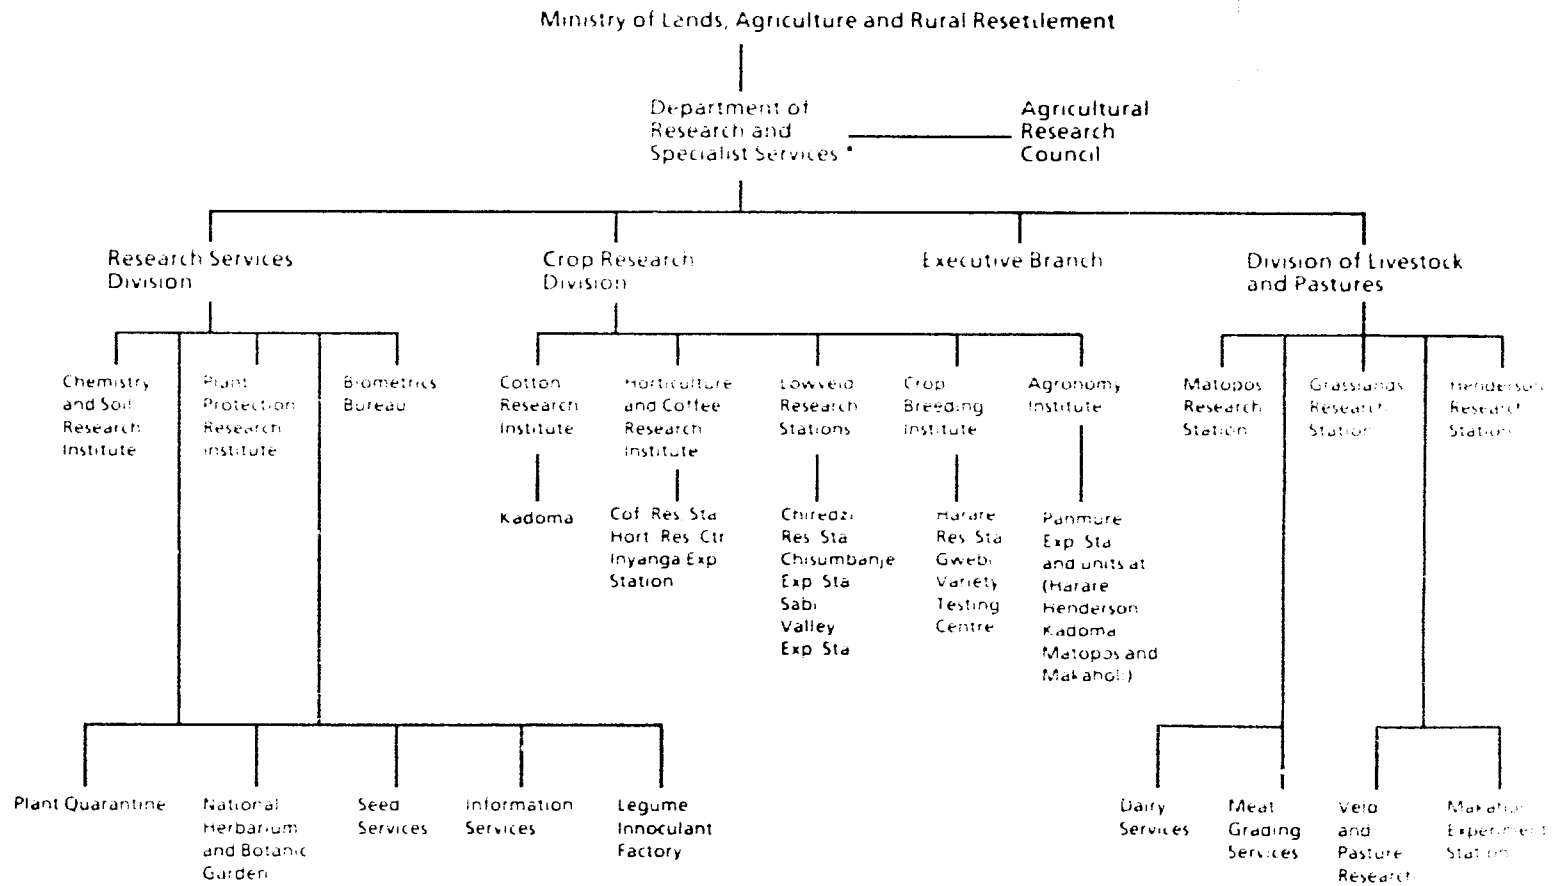 Ministry of Lands, Agriculture and Rural Resettlement
Department of
Research and
Specialist Services *
Agricultural
Research
Council
Research Services
Division
Crop Research
Division
Executive Branch
Division of Livestock
and Pastures
Chemistry
and Soil
Research
Institute
Plant
Protection
Research
Institute
Biometrics
Bureau
Cotton
Research
Institute
Horticulture
and Coffee
Research
Institute
Lowveld
Research
Stations
Crop
Breeding
Institute
Agronomy
Institute
Matopos
Research
Station
Grasslands
Research
Station
Henderson
Research
Station
Kadoma
Cof. Res. Sta
Hort. Res. Ctr
Inyanga Exp
Station
Chiredzi
Res. Sta
Chisumbanje
Exp. Sta
Sabi
Valley
Exp. Sta
Harare
Res. Sta
Gwebi
Variety
Testing
Centre
Panmure
Exp. Sta
and units at
(Harare
Henderson
Kadoma
Matopos and
Makaholi)
Plant Quarantine
National
Herbarium
and Botanic
Garden
Seed
Services
Information
Services
Legume
Innoculant
Factory
Dairy
Services
Meat
Grading
Services
Veld
and
Pasture
Research
Makaholi
Experiment
Station